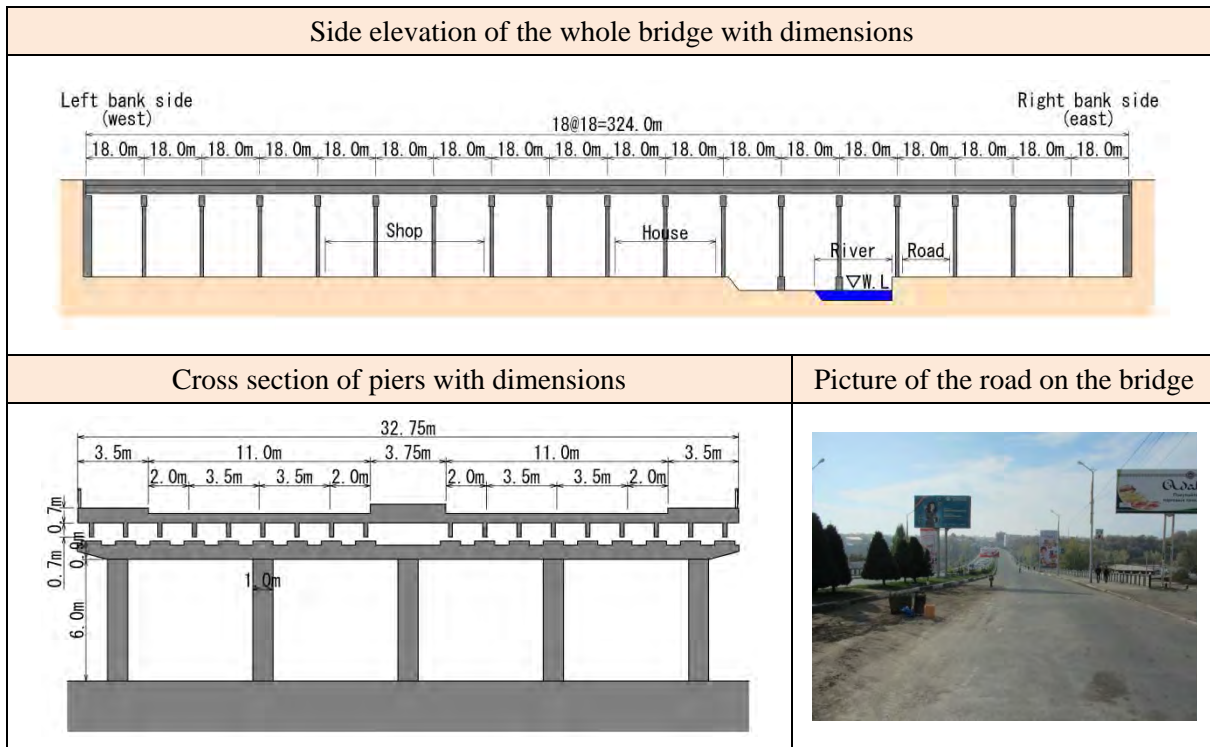 Side elevation of the whole bridge with dimensions
Left bank side
(west)
Right bank side
(east)
18@18=324.0m
18.0m 18.0m 18.0m 18.0m 18.0m 18.0m 18.0m 18.0m 18.0m 18.0m 18.0m 18.0m 18.0m 18.0m 18.0m 18.0m 18.0m 18.0m
Shop
House
River
Road
▽W.L
Cross section of piers with dimensions
Picture of the road on the bridge
32.75m
3.5m 11.0m 3.75m 11.0m 3.5m
2.0m 3.5m 3.5m 2.0m 2.0m 3.5m 3.5m 2.0m
0.7m
0.7m
1.0m
6.0m